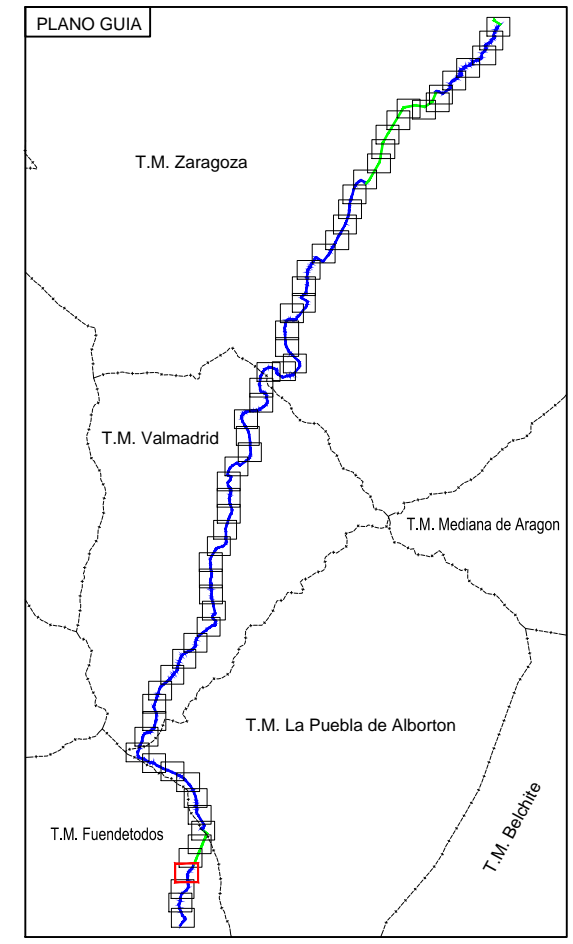 PLANO GUIA
T.M. Zaragoza
T.M. Valmadrid
T.M. Mediana de Aragon
T.M. La Puebla de Alborton
T.M. Belchite
T.M. Fuendetodos